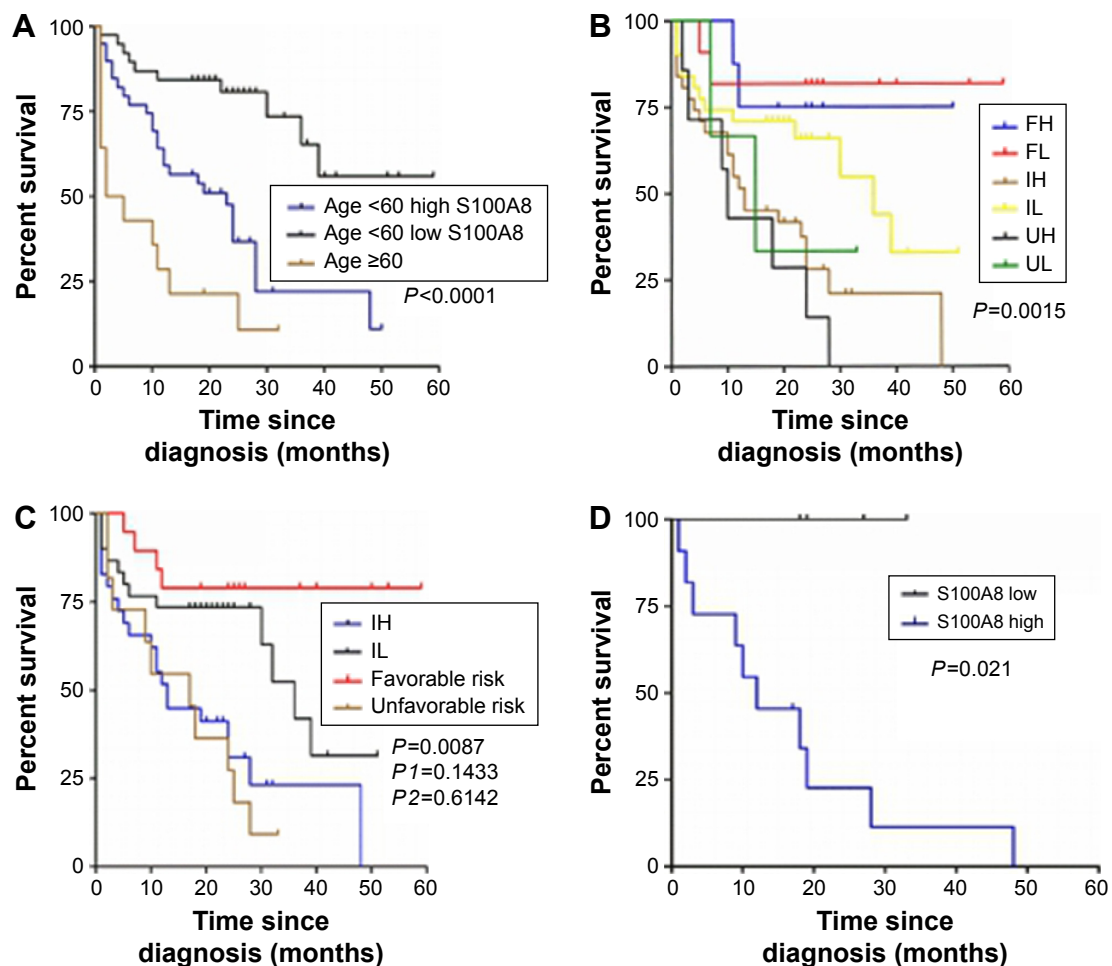 A
Percent survival
100
75
50
25
0
Age <60 high S100A8
Age <60 low S100A8
Age ≥60
P<0.0001
0 10 20 30 40 50 60
Time since
diagnosis (months)
B
Percent survival
100
75
50
25
0
FH
FL
IH
IL
UH
UL
P=0.0015
0 10 20 30 40 50 60
Time since
diagnosis (months)
C
Percent survival
100
75
50
25
0
IH
IL
Favorable risk
Unfavorable risk
P=0.0087
P1=0.1433
P2=0.6142
0 10 20 30 40 50 60
Time since
diagnosis (months)
D
Percent survival
100
75
50
25
0
S100A8 low
S100A8 high
P=0.021
0 10 20 30 40 50 60
Time since
diagnosis (months)